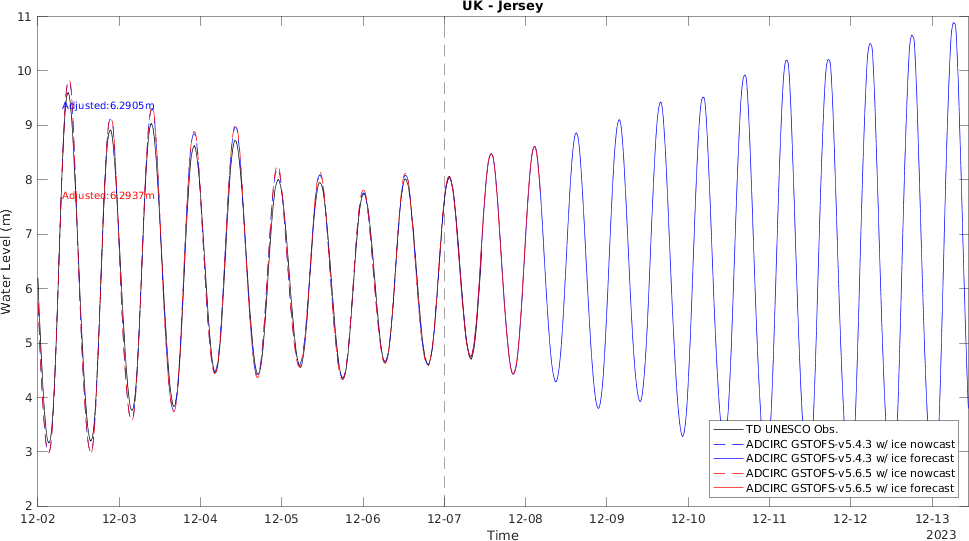 UK - Jersey
11
10
9
8
7
6
5
4
3
2
Water Level (m)
Adjusted:6.2905m
Adjusted:6.2937m
TD UNESCO Obs.
ADCIRC GSTOFS-v5.4.3 w/ ice nowcast
ADCIRC GSTOFS-v5.4.3 w/ ice forecast
ADCIRC GSTOFS-v5.6.5 w/ ice nowcast
ADCIRC GSTOFS-v5.6.5 w/ ice forecast
12-02 12-03 12-04 12-05 12-06 12-07 12-08 12-09 12-10 12-11 12-12 12-13
Time 2023